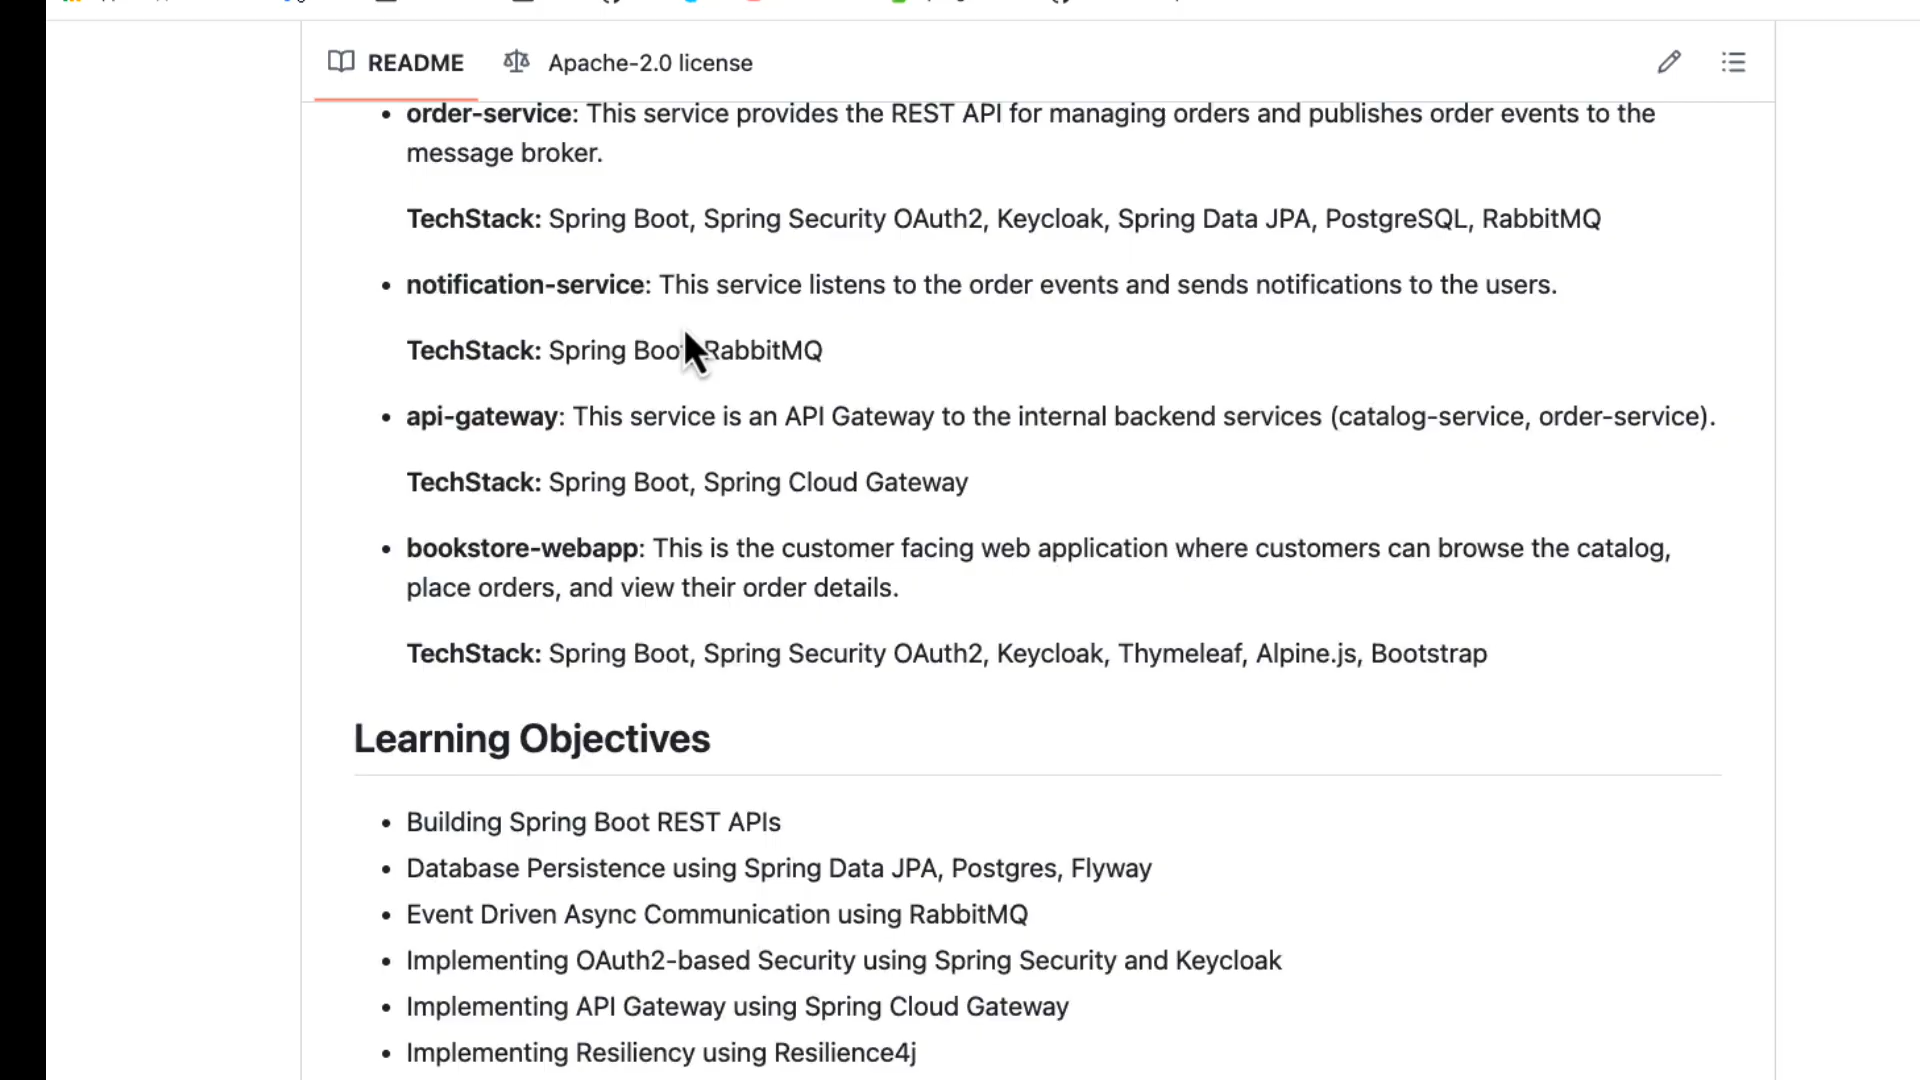 README
Apache-2.0 license
order-service: This service provides the REST API for managing orders and publishes order events to the
message broker.
TechStack: Spring Boot, Spring Security OAuth2, Keycloak, Spring Data JPA, PostgreSQL, RabbitMQ
notification-service: This service listens to the order events and sends notifications to the users.
TechStack: Spring Boot, RabbitMQ
api-gateway: This service is an API Gateway to the internal backend services (catalog-service, order-service).
TechStack: Spring Boot, Spring Cloud Gateway
bookstore-webapp: This is the customer facing web application where customers can browse the catalog,
place orders, and view their order details.
TechStack: Spring Boot, Spring Security OAuth2, Keycloak, Thymeleaf, Alpine.js, Bootstrap
Learning Objectives
Building Spring Boot REST APIs
Database Persistence using Spring Data JPA, Postgres, Flyway
Event Driven Async Communication using RabbitMQ
Implementing OAuth2-based Security using Spring Security and Keycloak
Implementing API Gateway using Spring Cloud Gateway
Implementing Resiliency using Resilience4j